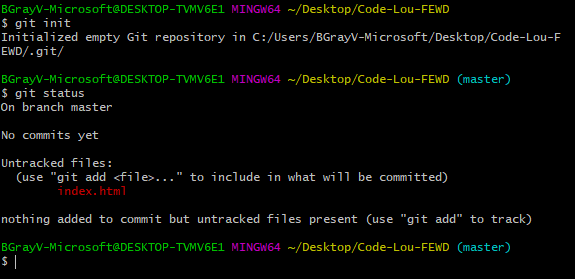 BGrayV-Microsoft@DESKTOP-TVMV6E1 MINGW64 ~/Desktop/Code-Lou-FEWD
$ git init
Initialized empty Git repository in C:/Users/BGrayV-Microsoft/Desktop/Code-Lou-F
EWD/.git/
BGrayV-Microsoft@DESKTOP-TVMV6E1 MINGW64 ~/Desktop/Code-Lou-FEWD (master)
$ git status
On branch master
No commits yet
Untracked files:
(use "git add <file>..." to include in what will be committed)
index.html
nothing added to commit but untracked files present (use "git add" to track)
BGrayV-Microsoft@DESKTOP-TVMV6E1 MINGW64 ~/Desktop/Code-Lou-FEWD (master)
$